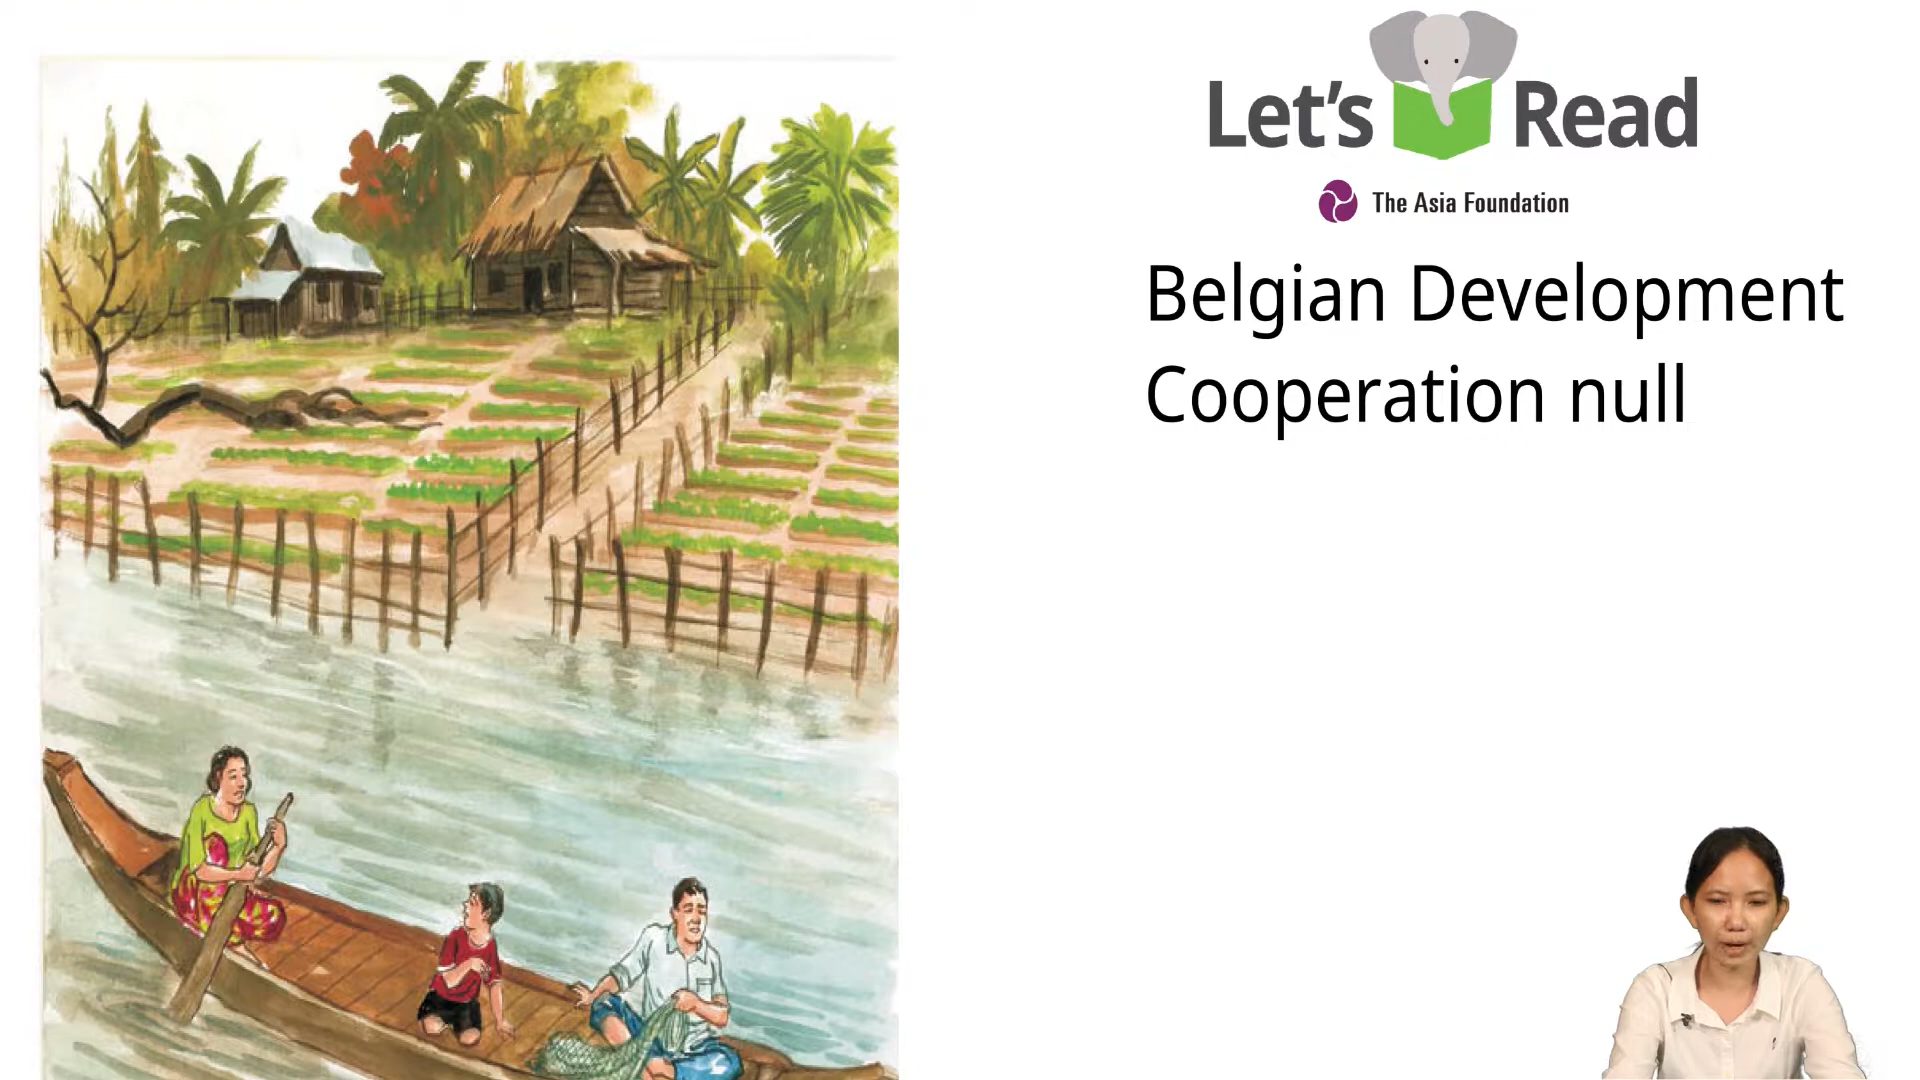 Let's Read
The Asia Foundation
Belgian Development
Cooperation null